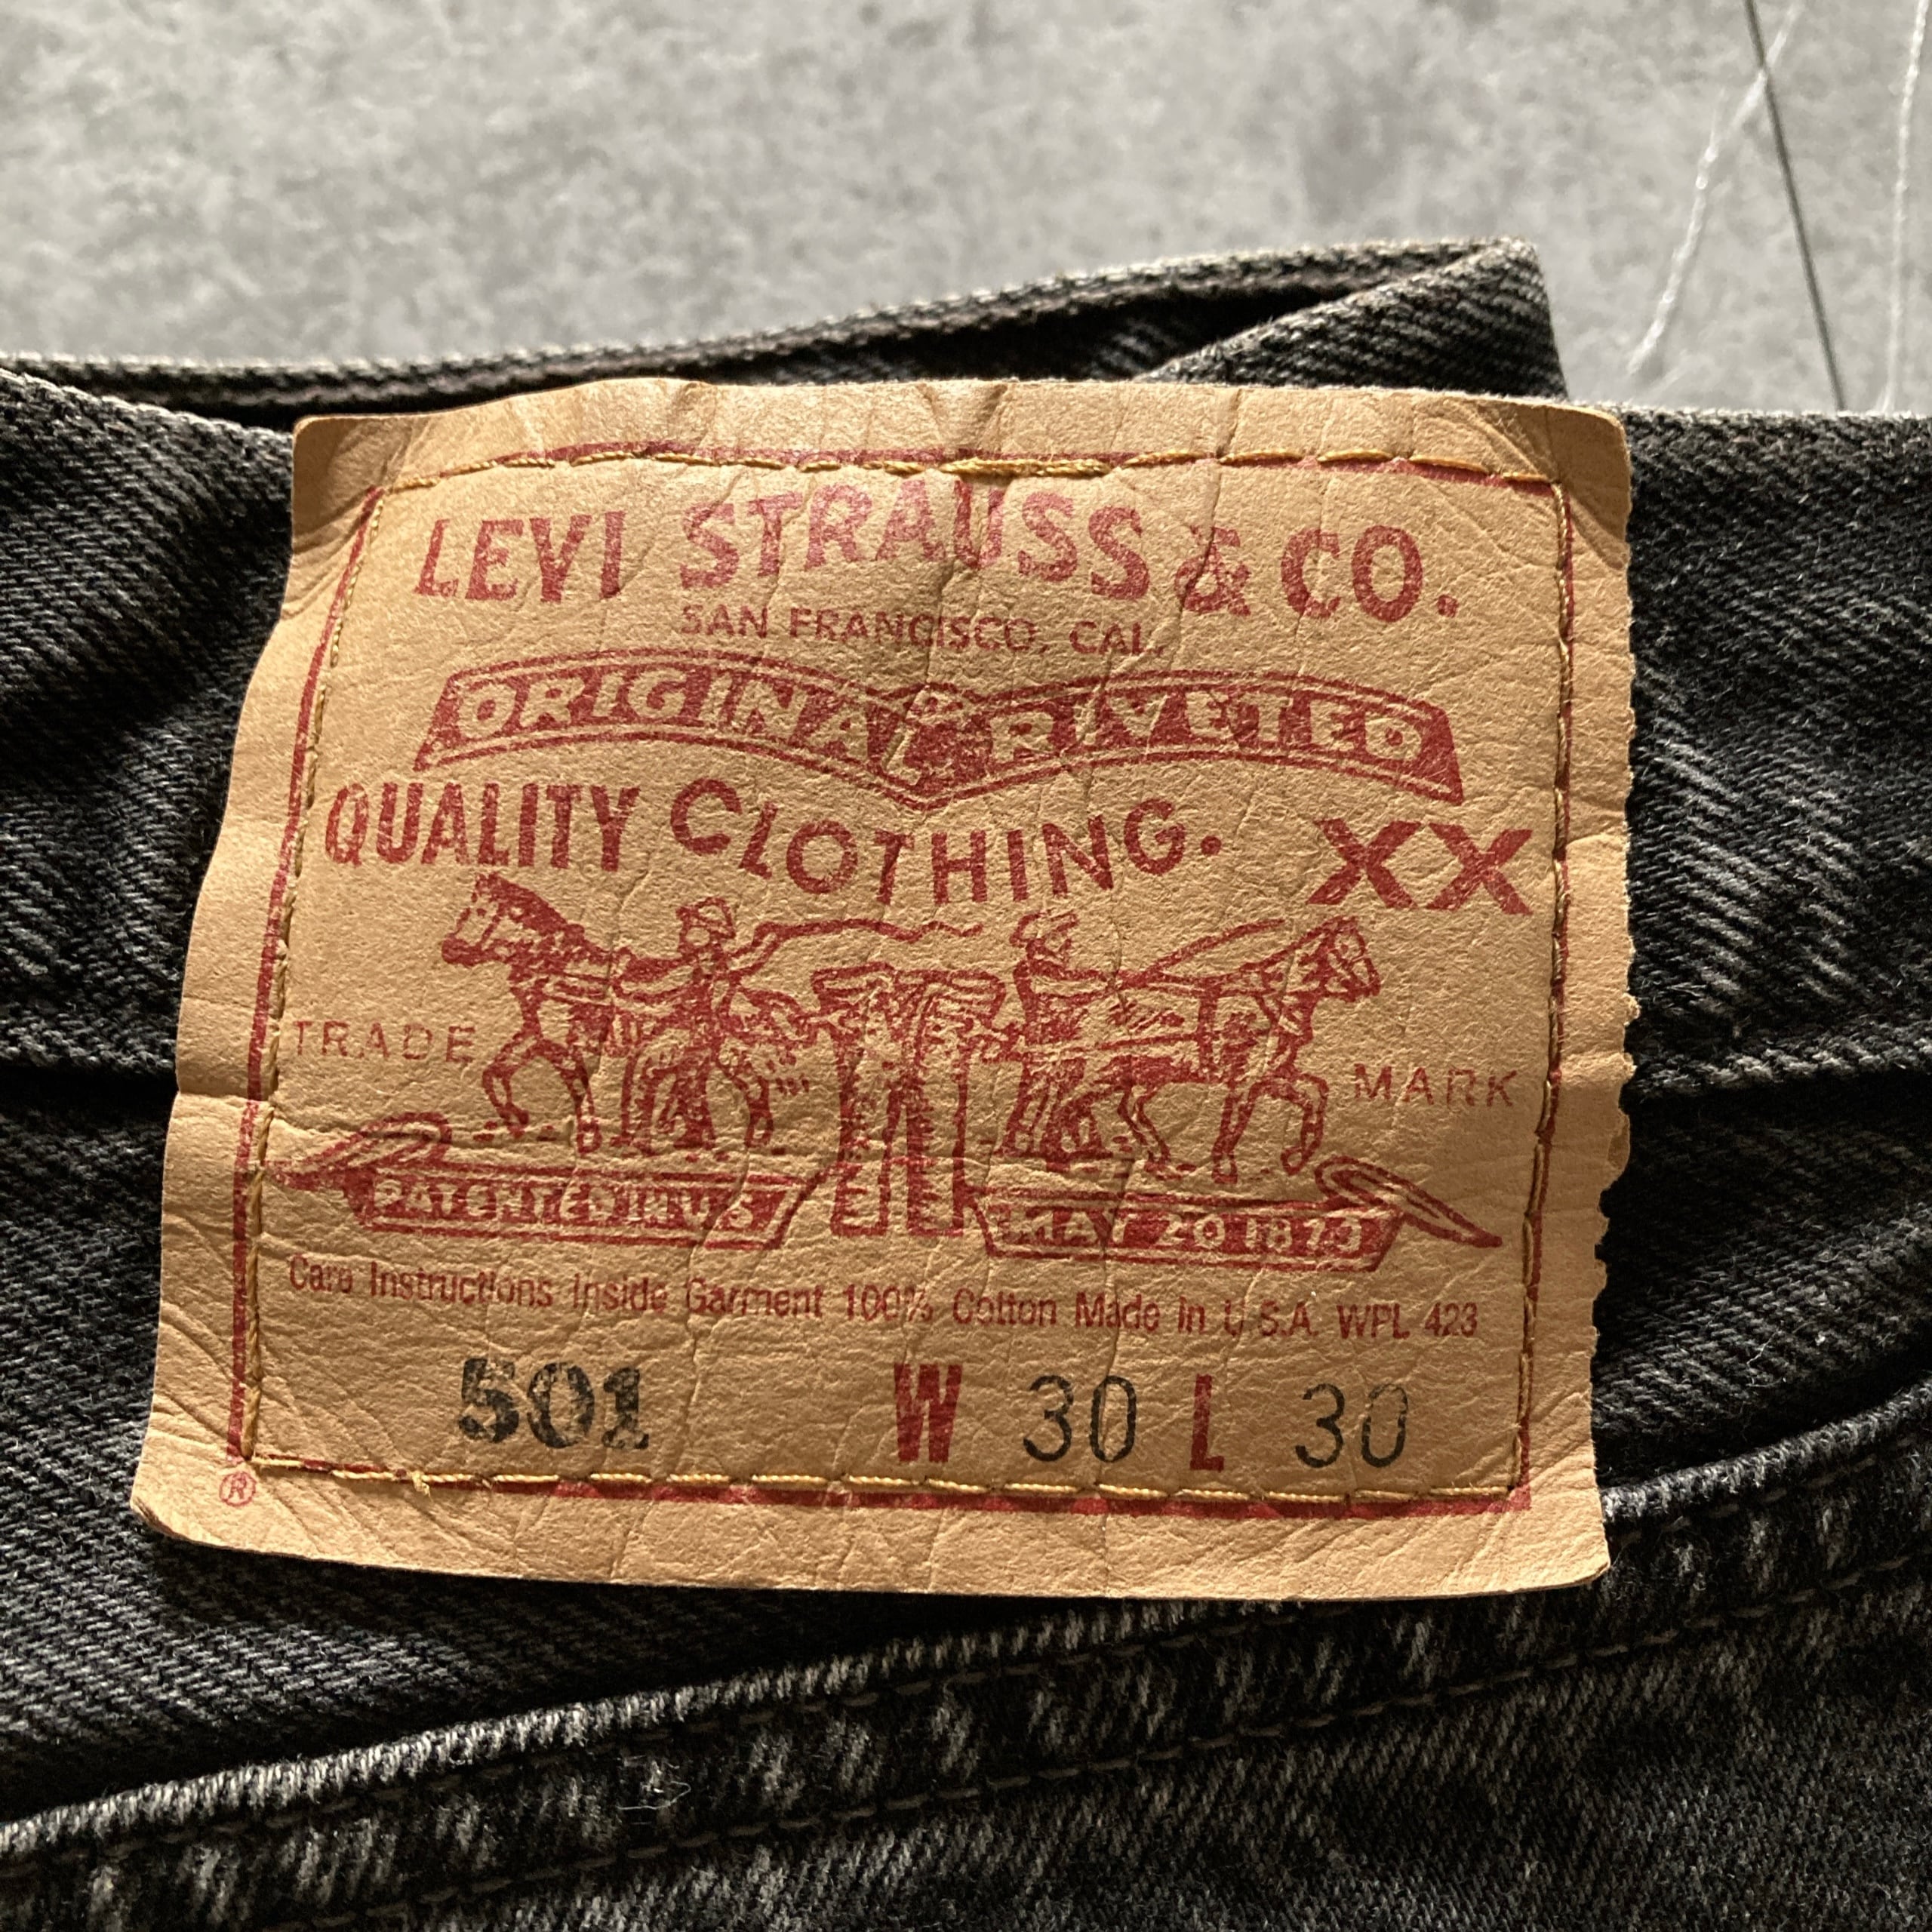 LEVI STRAUSS & CO.
SAN FRANCISCO, CAL.
ORIGINAL RIVETED
QUALITY CLOTHING. XX
TRADE MARK
PATENTED IN U S MAY 20 1873
Care Instructions Inside Garment 100% Cotton Made in U.S.A. WPL 423
501 W 30 L 30
®